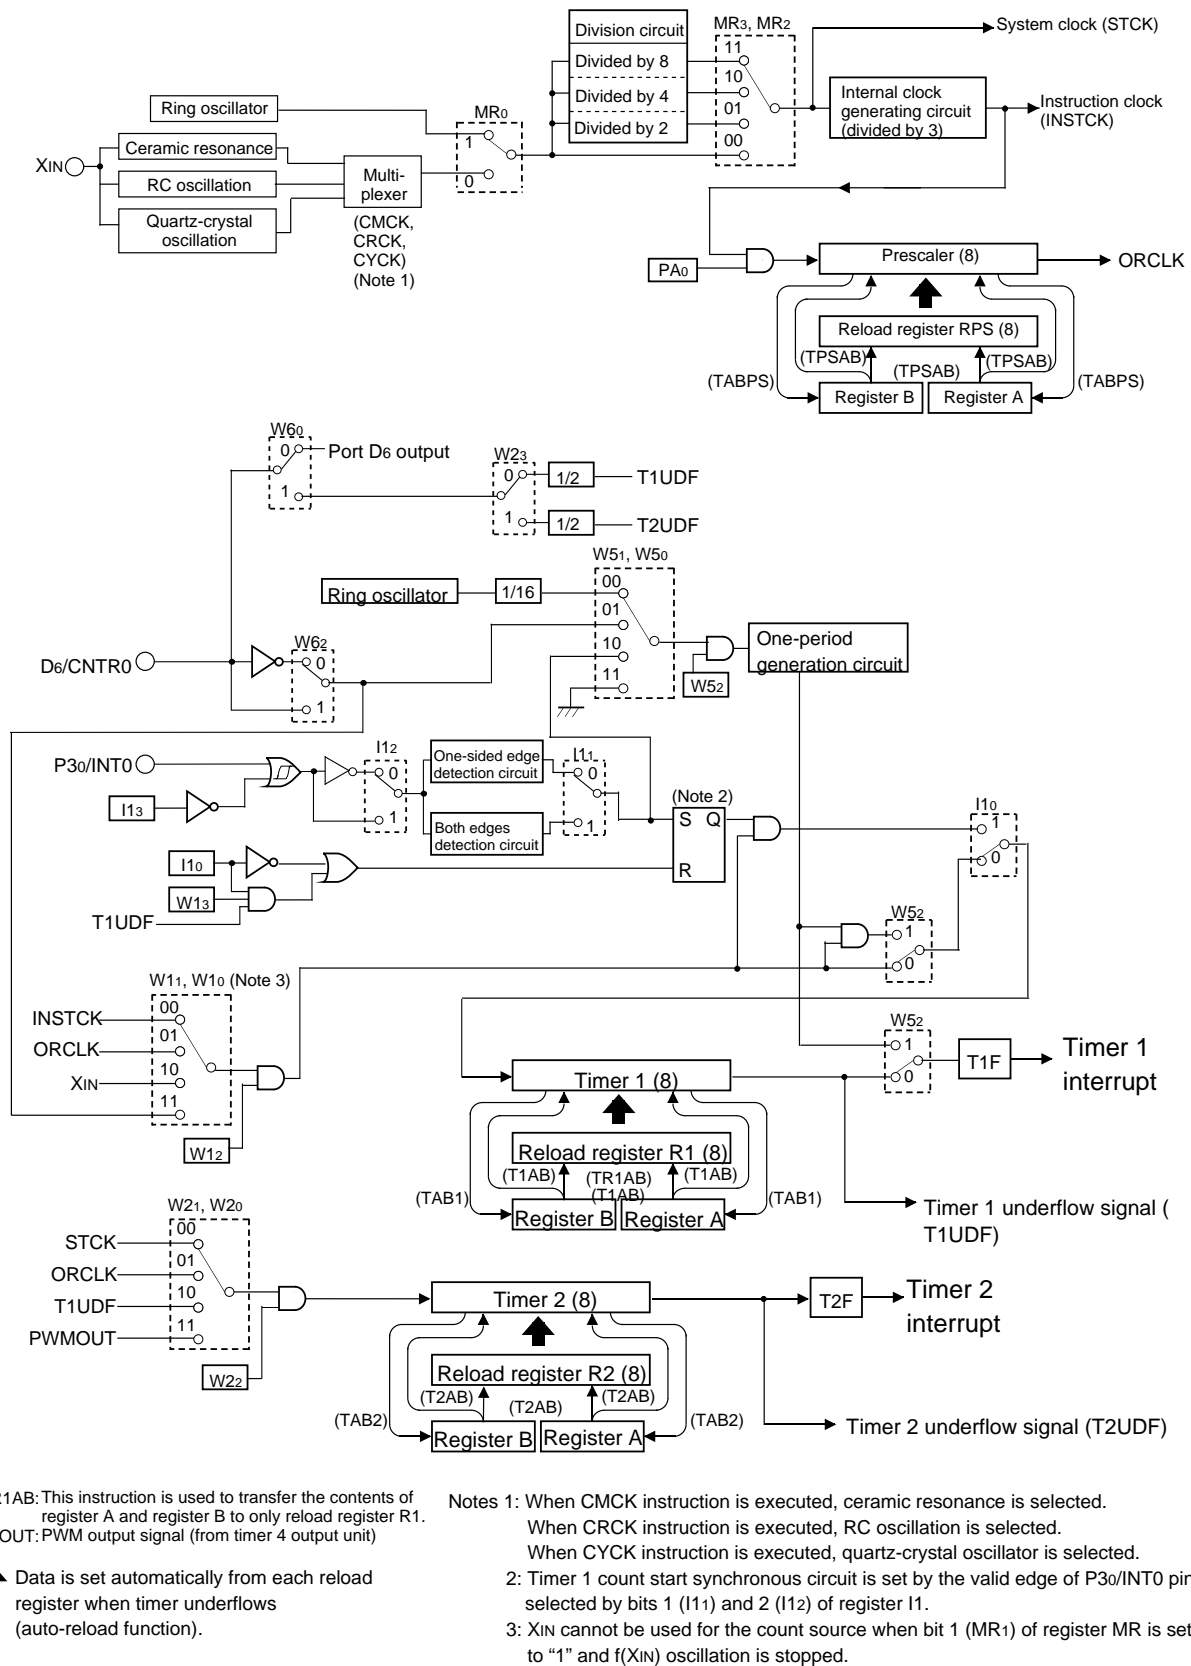 Division circuit
MR3, MR2
System clock (STCK)
Divided by 8
11
Divided by 4
10
Divided by 2
01
00
Internal clock
generating circuit
(divided by 3)
Instruction clock
(INSTCK)
Ring oscillator
MR0
1
0
XIN
Ceramic resonance
RC oscillation
Quartz-crystal
oscillation
Multi-
plexer
(CMCK,
CRCK,
CYCK)
(Note 1)
PA0
Prescaler (8)
ORCLK
Reload register RPS (8)
(TPSAB)
(TPSAB)
(TPSAB)
(TABPS)
(TABPS)
Register B
Register A
W60
0
Port D6 output
1
W23
0
1/2
T1UDF
1
1/2
T2UDF
W51, W50
Ring oscillator
1/16
00
01
10
11
W52
One-period
generation circuit
D6/CNTR0
W62
0
1
P30/INT0
I13
I12
0
1
One-sided edge
detection circuit
Both edges
detection circuit
I11
0
1
(Note 2)
S Q
R
I10
1
0
I10
W13
T1UDF
W52
1
0
W11, W10 (Note 3)
INSTCK
00
ORCLK
01
XIN
10
11
W12
W52
1
0
T1F
Timer 1
interrupt
Timer 1 (8)
Reload register R1 (8)
(T1AB)
(TR1AB)
(T1AB)
(T1AB)
(TAB1)
(TAB1)
Register B
Register A
Timer 1 underflow signal (
T1UDF)
W21, W20
STCK
00
ORCLK
01
T1UDF
10
PWMOUT
11
W22
Timer 2 (8)
T2F
Timer 2
interrupt
Reload register R2 (8)
(T2AB)
(T2AB)
(T2AB)
(TAB2)
(TAB2)
Register B
Register A
Timer 2 underflow signal (T2UDF)
R1AB: This instruction is used to transfer the contents of
register A and register B to only reload register R1.
OUT: PWM output signal (from timer 4 output unit)
Data is set automatically from each reload
register when timer underflows
(auto-reload function).
Notes 1: When CMCK instruction is executed, ceramic resonance is selected.
When CRCK instruction is executed, RC oscillation is selected.
When CYCK instruction is executed, quartz-crystal oscillator is selected.
2: Timer 1 count start synchronous circuit is set by the valid edge of P30/INT0 pin
selected by bits 1 (I11) and 2 (I12) of register I1.
3: XIN cannot be used for the count source when bit 1 (MR1) of register MR is set
to “1” and f(XIN) oscillation is stopped.